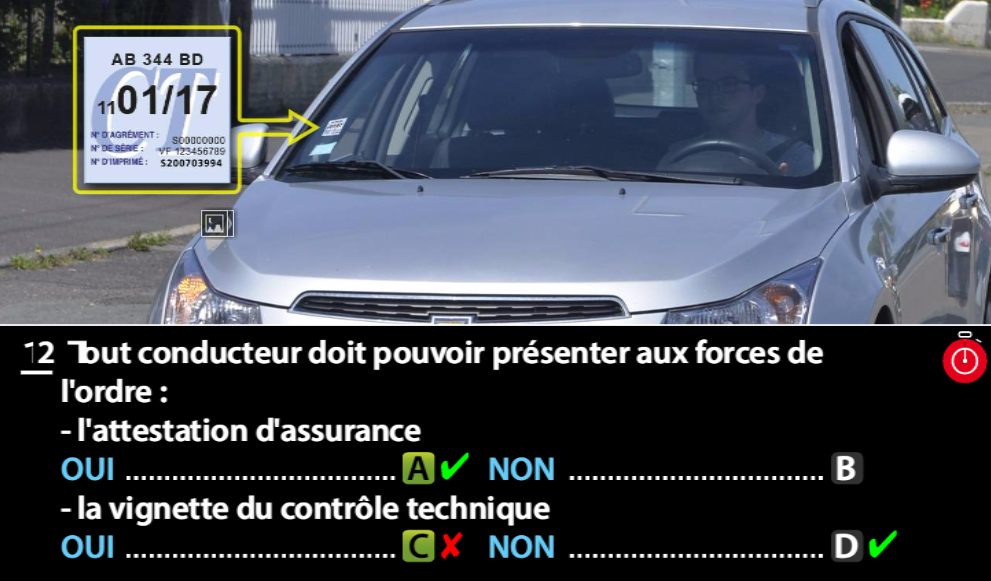 AB 344 BD
11 01/17
N° D'AGRÉMENT : S00000000
N° DE SÉRIE : VF 123456789
N° D'IMPRIMÉ : S200703994
12 Tout conducteur doit pouvoir présenter aux forces de
l'ordre :
- l'attestation d'assurance
OUI .............................. A ✔ NON ............................ B
- la vignette du contrôle technique
OUI .............................. C ✘ NON ............................ D ✔